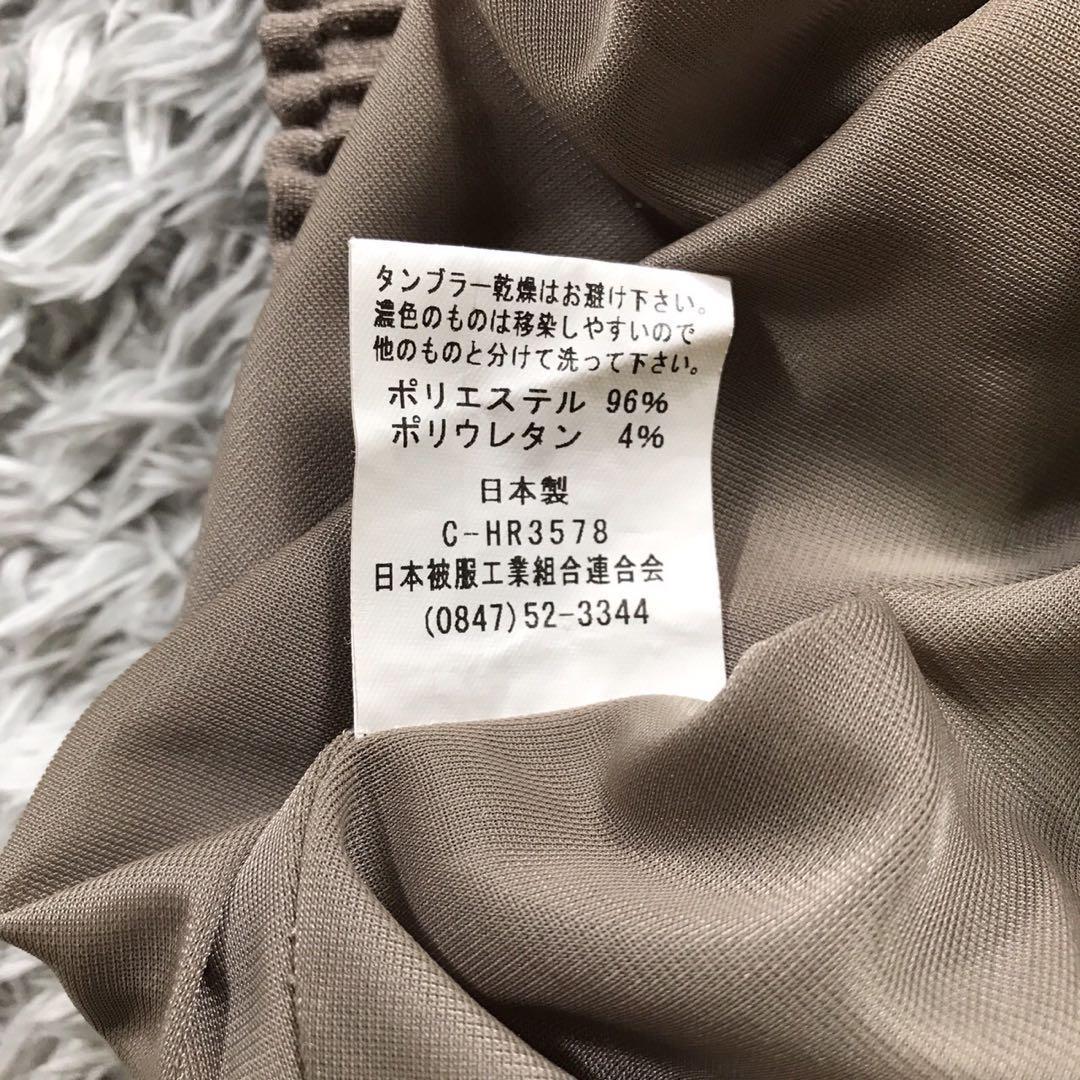 タンブラー乾燥はお避け下さい。
濃色のものは移染しやすいので
他のものと分けて洗って下さい。
ポリエステル 96%
ポリウレタン 4%
日本製
C-HR3578
日本被服工業組合連合会
(0847)52-3344